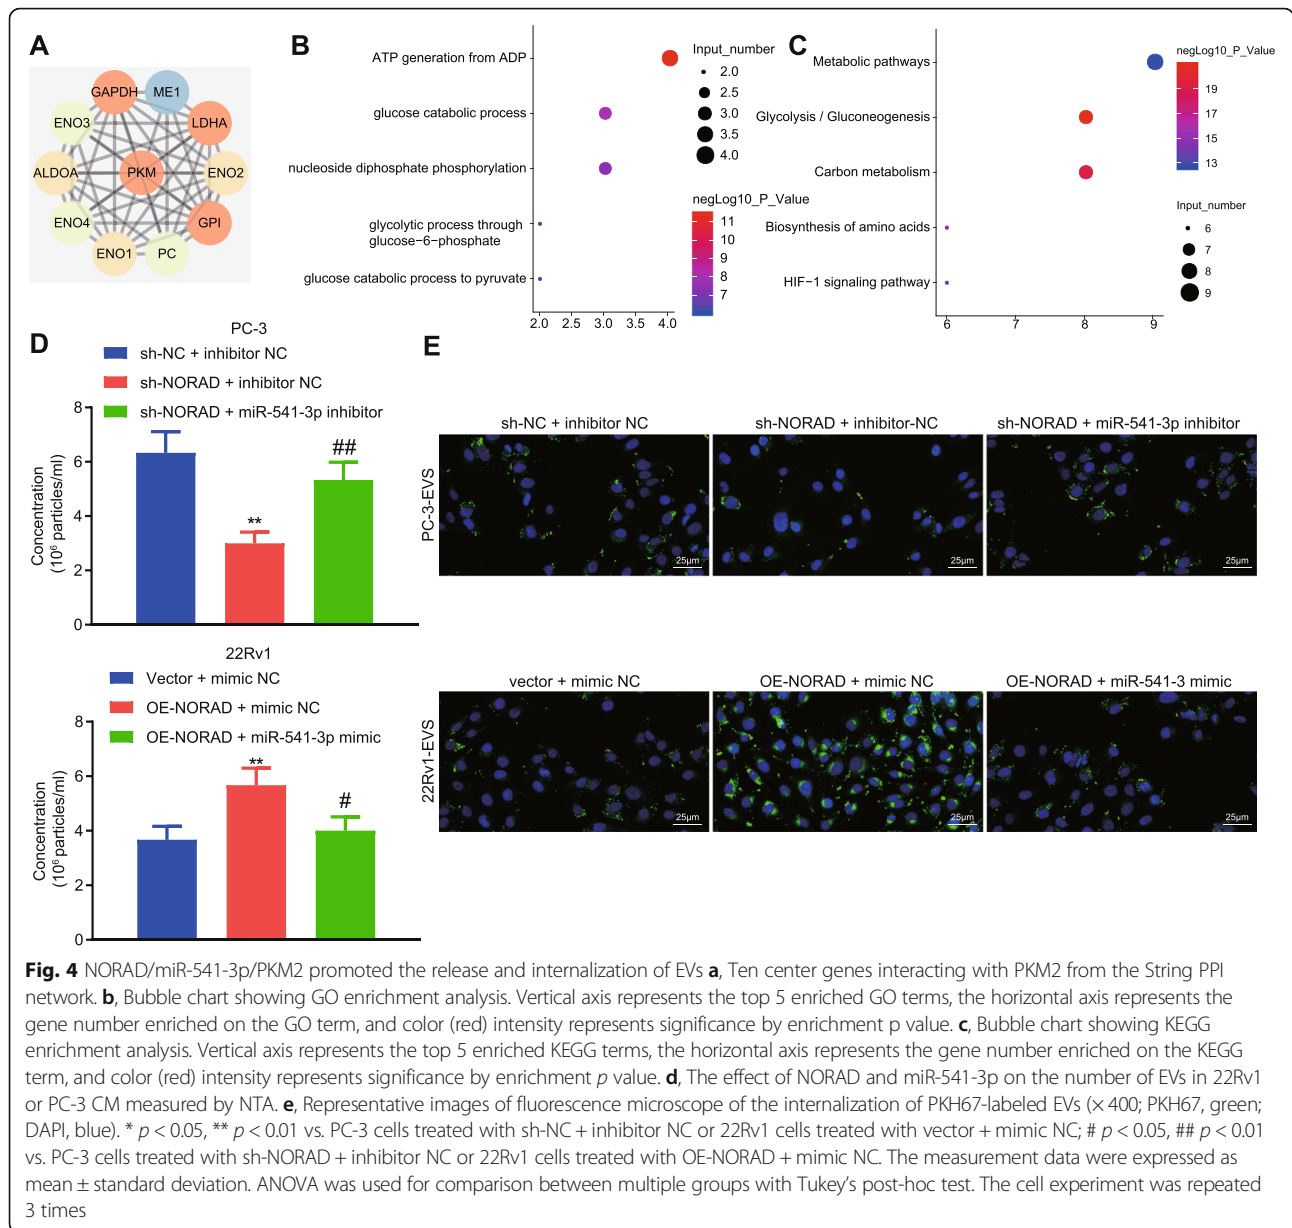 A
GAPDH
ME1
ENO3
LDHA
ALDOA
PKM
ENO2
ENO4
GPI
ENO1
PC
B
ATP generation from ADP
glucose catabolic process
nucleoside diphosphate phosphorylation
glycolytic process through
glucose−6−phosphate
glucose catabolic process to pyruvate
2.0 2.5 3.0 3.5 4.0
Input_number
2.0
2.5
3.0
3.5
4.0
negLog10_P_Value
11
10
9
8
7
C
Metabolic pathways
Glycolysis / Gluconeogenesis
Carbon metabolism
Biosynthesis of amino acids
HIF−1 signaling pathway
6 7 8 9
negLog10_P_Value
19
17
15
13
Input_number
6
7
8
9
D
PC-3
sh-NC + inhibitor NC
sh-NORAD + inhibitor NC
sh-NORAD + miR-541-3p inhibitor
Concentration
(10⁶ particles/ml)
8
6
4
2
0
**
##
22Rv1
Vector + mimic NC
OE-NORAD + mimic NC
OE-NORAD + miR-541-3p mimic
Concentration
(10⁶ particles/ml)
8
6
4
2
0
**
#
E
sh-NC + inhibitor NC
sh-NORAD + inhibitor-NC
sh-NORAD + miR-541-3p inhibitor
PC-3-EVS
25μm
25μm
25μm
vector + mimic NC
OE-NORAD + mimic NC
OE-NORAD + miR-541-3 mimic
22Rv1-EVS
25μm
25μm
25μm
Fig. 4 NORAD/miR-541-3p/PKM2 promoted the release and internalization of EVs a, Ten center genes interacting with PKM2 from the String PPI
network. b, Bubble chart showing GO enrichment analysis. Vertical axis represents the top 5 enriched GO terms, the horizontal axis represents the
gene number enriched on the GO term, and color (red) intensity represents significance by enrichment p value. c, Bubble chart showing KEGG
enrichment analysis. Vertical axis represents the top 5 enriched KEGG terms, the horizontal axis represents the gene number enriched on the KEGG
term, and color (red) intensity represents significance by enrichment p value. d, The effect of NORAD and miR-541-3p on the number of EVs in 22Rv1
or PC-3 CM measured by NTA. e, Representative images of fluorescence microscope of the internalization of PKH67-labeled EVs (× 400; PKH67, green;
DAPI, blue). * p < 0.05, ** p < 0.01 vs. PC-3 cells treated with sh-NC + inhibitor NC or 22Rv1 cells treated with vector + mimic NC; # p < 0.05, ## p < 0.01
vs. PC-3 cells treated with sh-NORAD + inhibitor NC or 22Rv1 cells treated with OE-NORAD + mimic NC. The measurement data were expressed as
mean ± standard deviation. ANOVA was used for comparison between multiple groups with Tukey’s post-hoc test. The cell experiment was repeated
3 times